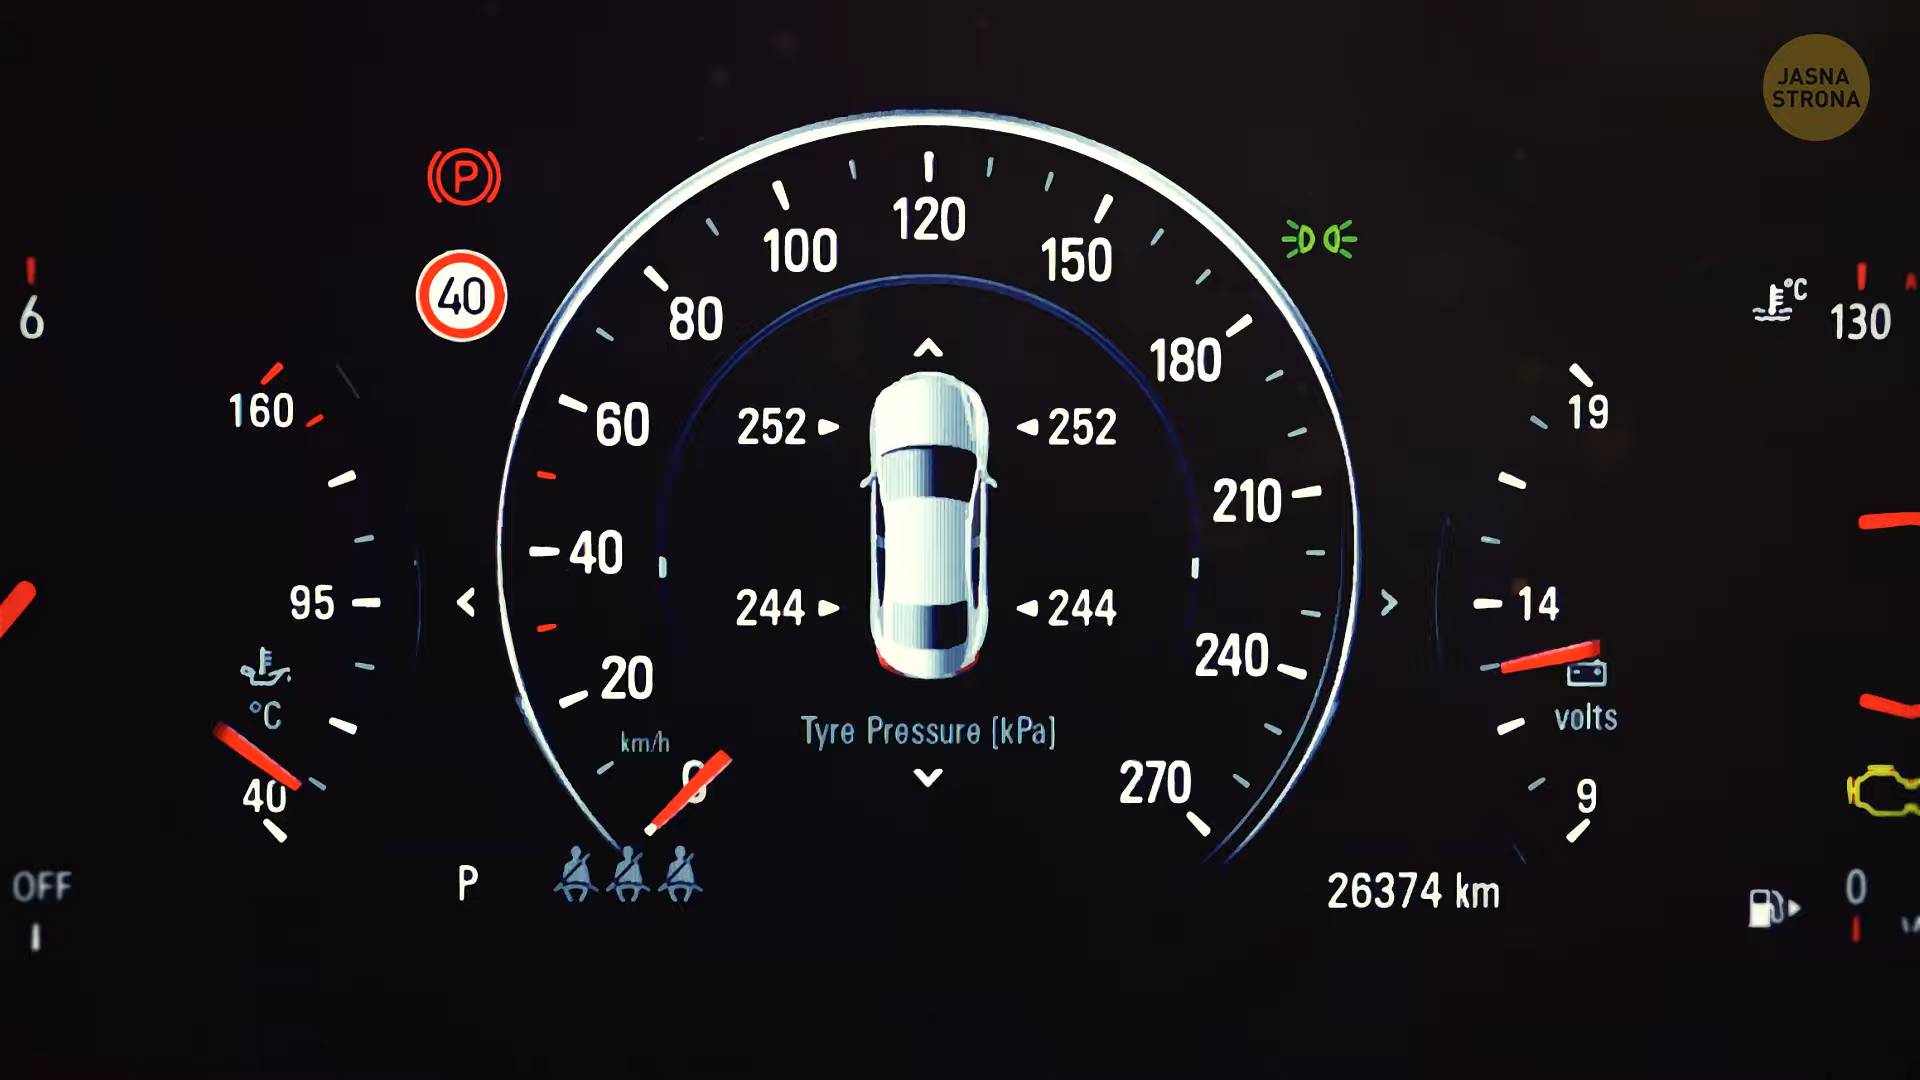 JASNA
STRONA
P
40
6
160
95
°C
40
OFF
P
0
20
40
60
80
100
120
150
180
210
240
270
km/h
252
252
244
244
Tyre Pressure [kPa]
26374 km
19
14
volts
9
°C
130
0